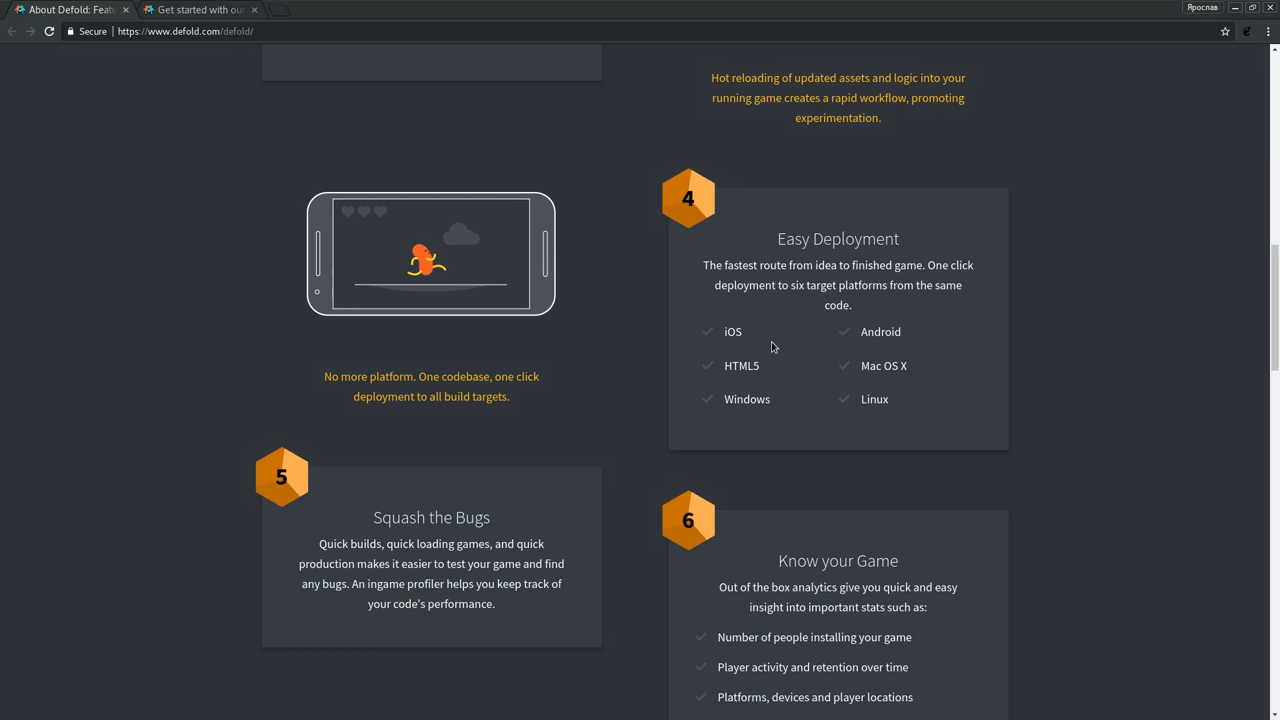 About Defold: Feat
Get started with ou
Ярослав
Secure
https://www.defold.com/defold/
Hot reloading of updated assets and logic into your
running game creates a rapid workflow, promoting
experimentation.
No more platform. One codebase, one click
deployment to all build targets.
4
Easy Deployment
The fastest route from idea to finished game. One click
deployment to six target platforms from the same
code.
iOS
Android
HTML5
Mac OS X
Windows
Linux
5
Squash the Bugs
Quick builds, quick loading games, and quick
production makes it easier to test your game and find
any bugs. An ingame profiler helps you keep track of
your code's performance.
6
Know your Game
Out of the box analytics give you quick and easy
insight into important stats such as:
Number of people installing your game
Player activity and retention over time
Platforms, devices and player locations